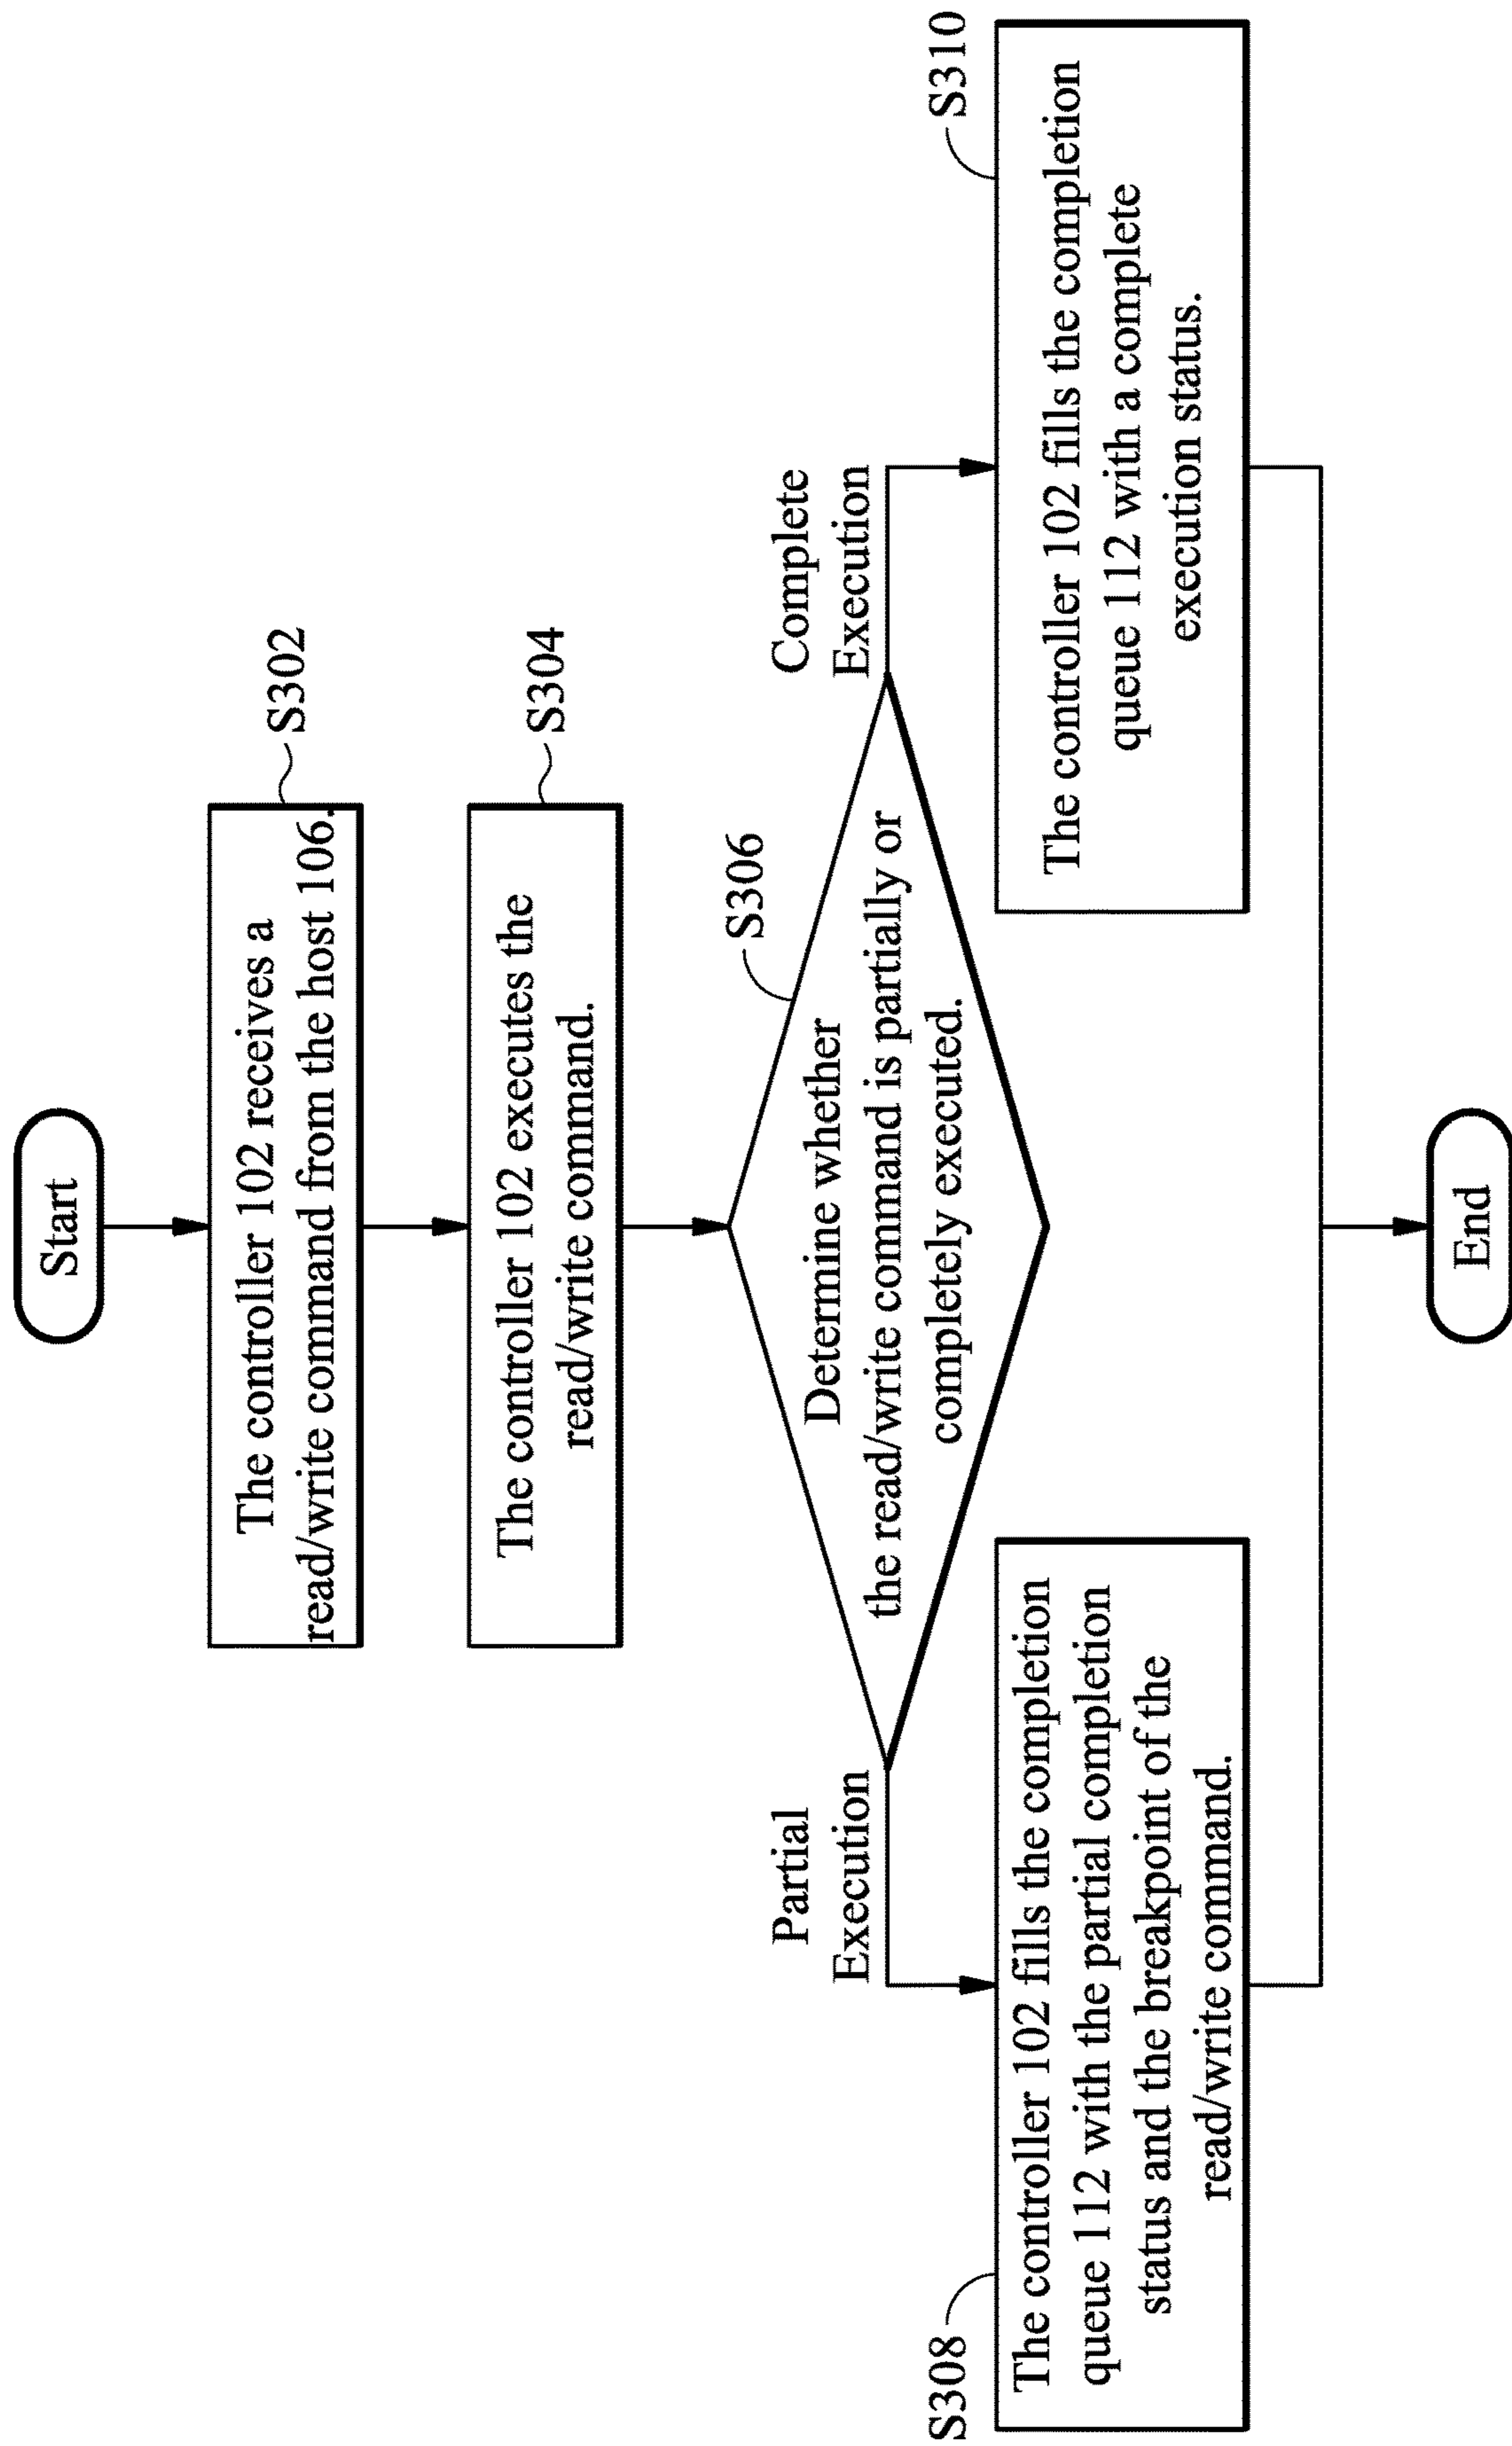 Start
S302
The controller 102 receives a
read/write command from the host 106.
S304
The controller 102 executes the
read/write command.
S306
Determine whether
the read/write command is partially or
completely executed.
Partial
Execution
Complete
Execution
S308
The controller 102 fills the completion
queue 112 with the partial completion
status and the breakpoint of the
read/write command.
S310
The controller 102 fills the completion
queue 112 with a complete
execution status.
End